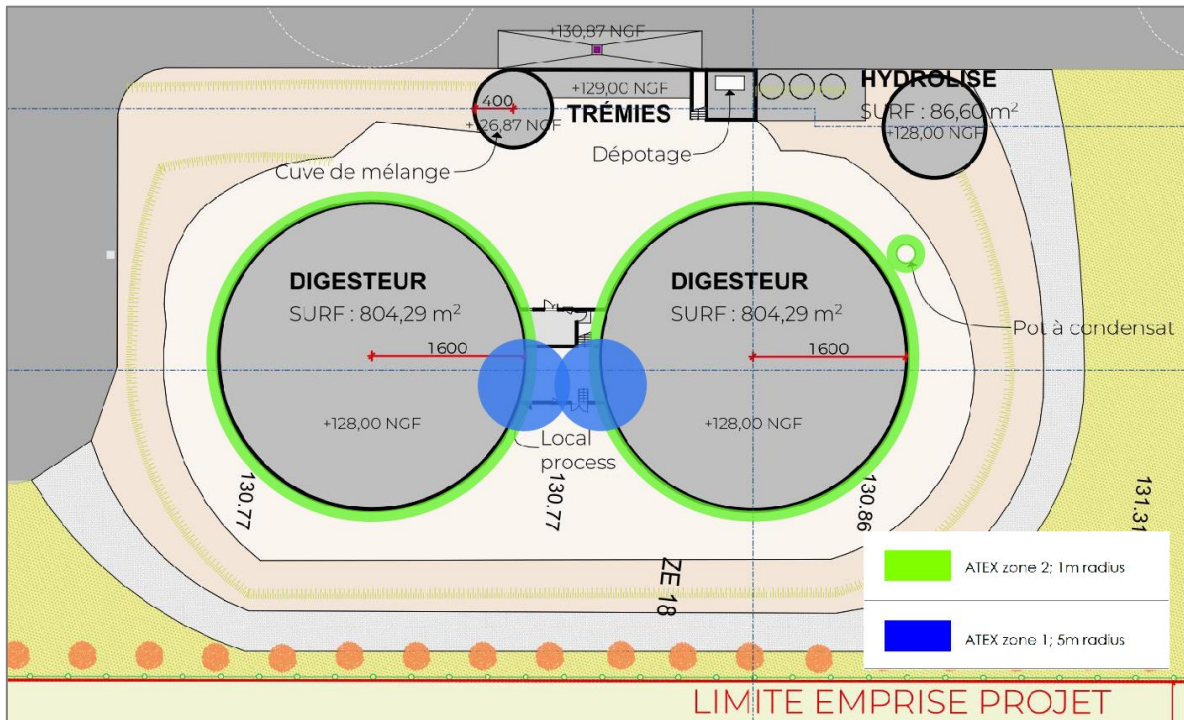 +130,87 NGF
+129,00 NGF
TRÉMIES
400
+126,87 NGF
Cuve de mélange
Dépotage
HYDROLISE
SURF : 86,60 m²
+128,00 NGF
DIGESTEUR
SURF : 804,29 m²
1600
+128,00 NGF
DIGESTEUR
SURF : 804,29 m²
1600
+128,00 NGF
Pot à condensat
Local
process
130.77
130.77
130.86
131.31
ZE 18
ATEX zone 2; 1m radius
ATEX zone 1; 5m radius
LIMITE EMPRISE PROJET